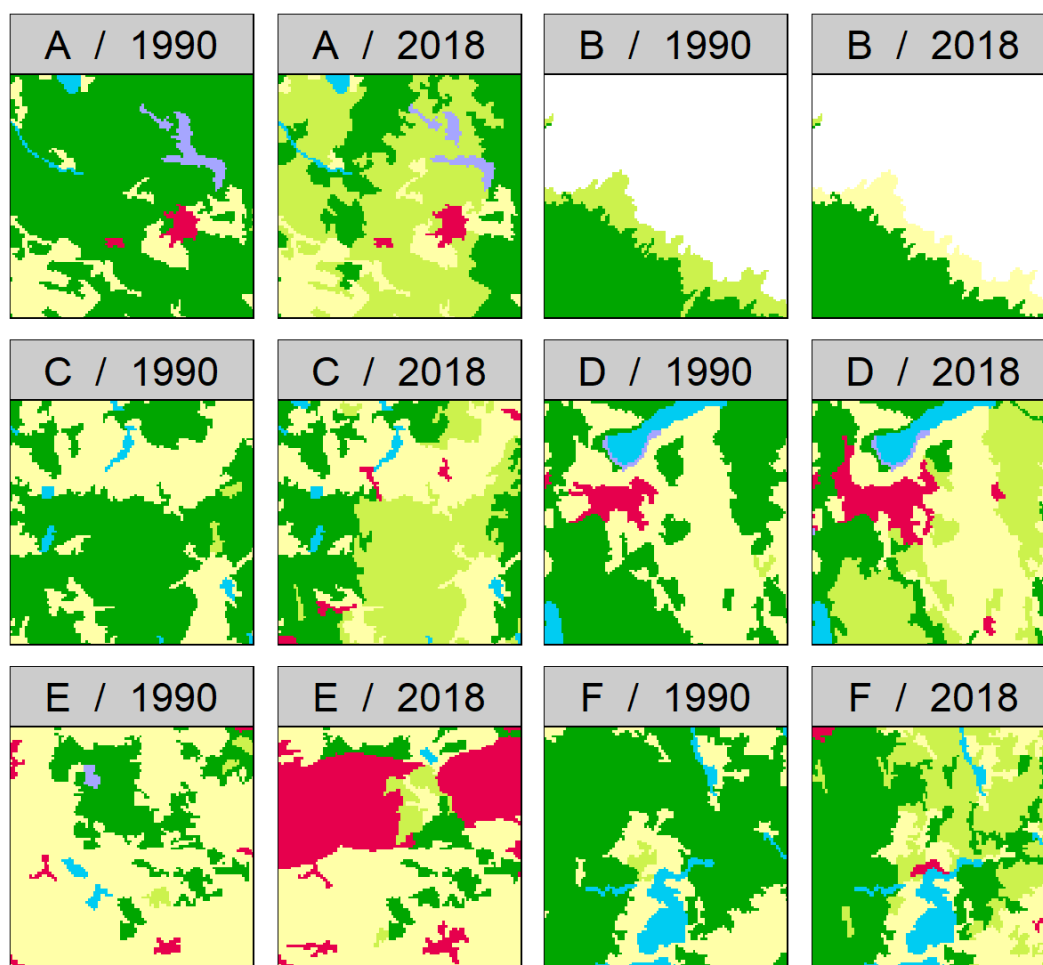 A / 1990
A / 2018
B / 1990
B / 2018
C / 1990
C / 2018
D / 1990
D / 2018
E / 1990
E / 2018
F / 1990
F / 2018